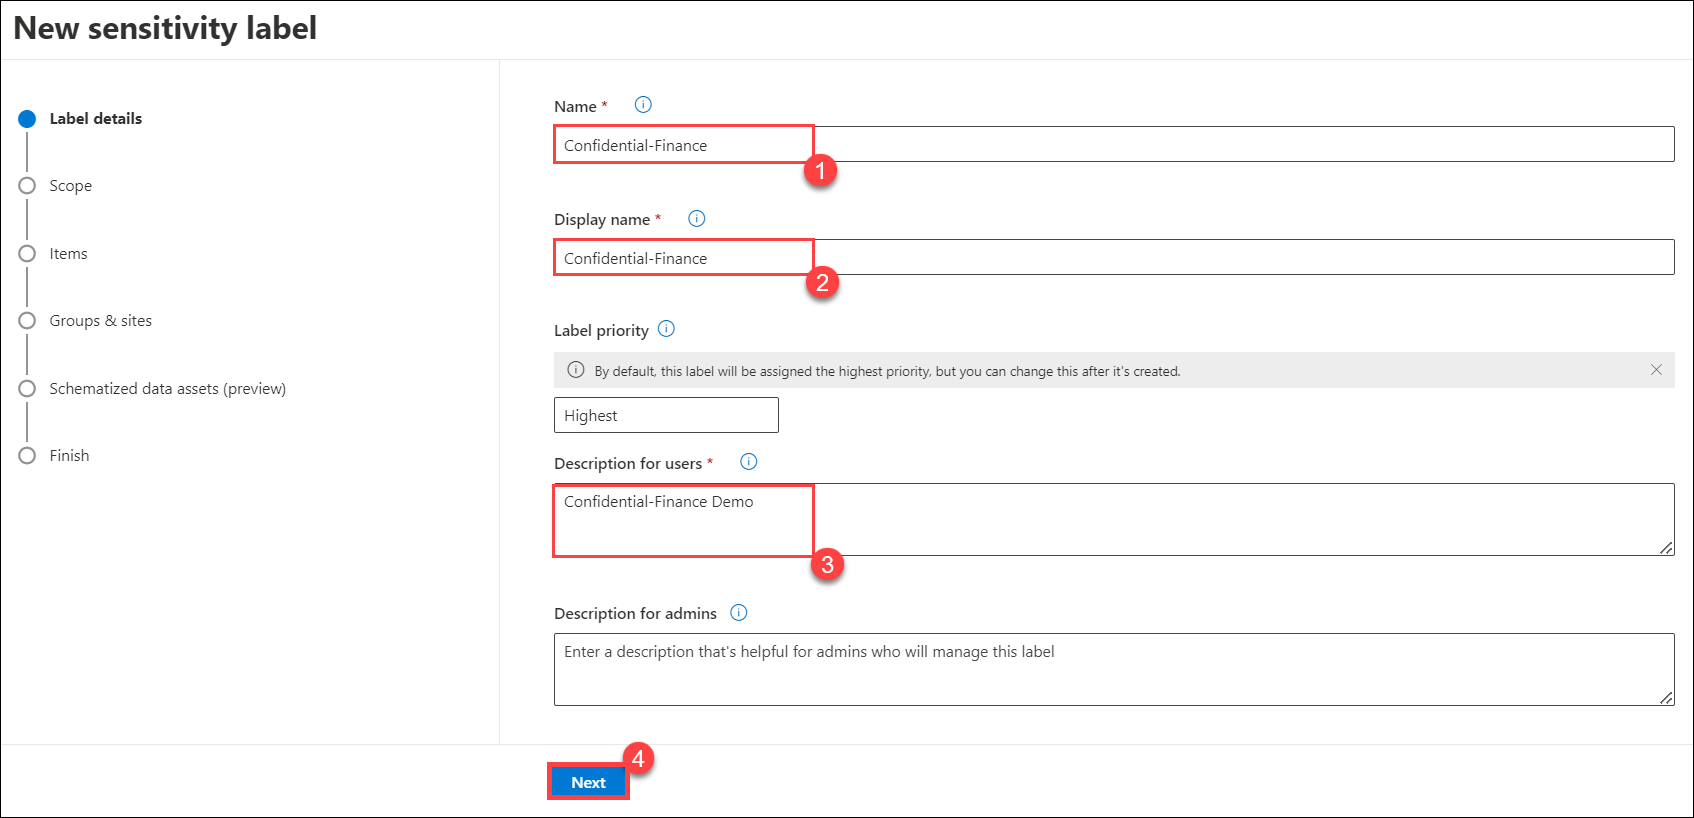 New sensitivity label
Label details
Scope
Items
Groups & sites
Schematized data assets (preview)
Finish
Name *
Confidential-Finance
1
Display name *
Confidential-Finance
2
Label priority
By default, this label will be assigned the highest priority, but you can change this after it's created.
Highest
Description for users *
Confidential-Finance Demo
3
Description for admins
Enter a description that's helpful for admins who will manage this label
4
Next